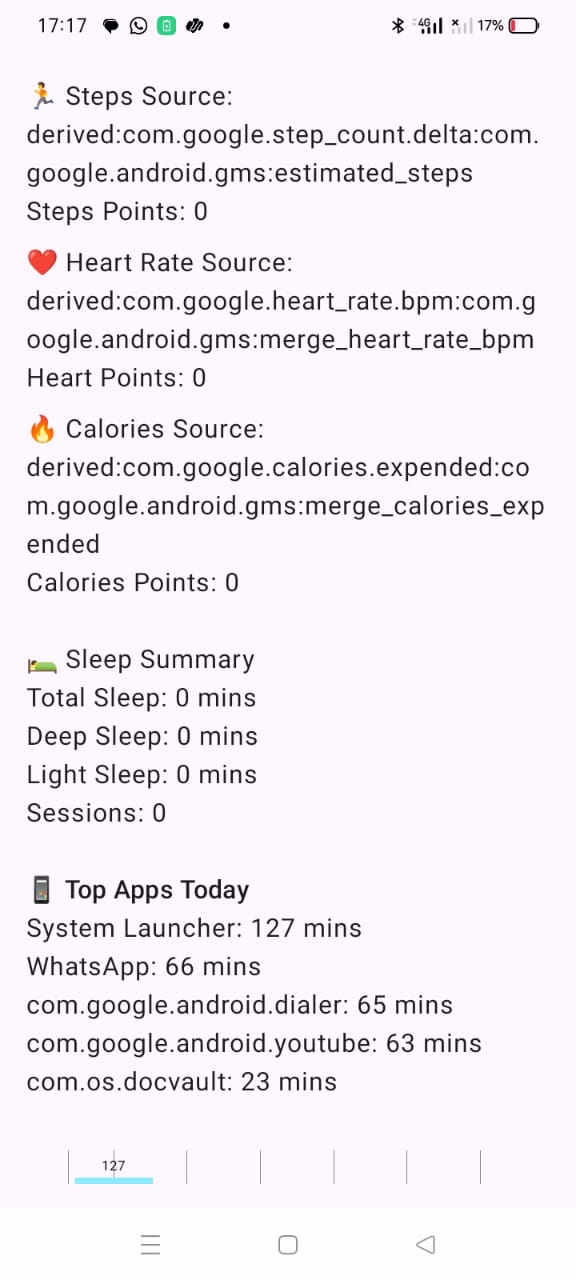 17:17 4G 17%
🏃 Steps Source:
derived:com.google.step_count.delta:com.
google.android.gms:estimated_steps
Steps Points: 0
❤️ Heart Rate Source:
derived:com.google.heart_rate.bpm:com.g
oogle.android.gms:merge_heart_rate_bpm
Heart Points: 0
🔥 Calories Source:
derived:com.google.calories.expended:co
m.google.android.gms:merge_calories_exp
ended
Calories Points: 0
🛌 Sleep Summary
Total Sleep: 0 mins
Deep Sleep: 0 mins
Light Sleep: 0 mins
Sessions: 0
📱 Top Apps Today
System Launcher: 127 mins
WhatsApp: 66 mins
com.google.android.dialer: 65 mins
com.google.android.youtube: 63 mins
com.os.docvault: 23 mins
127